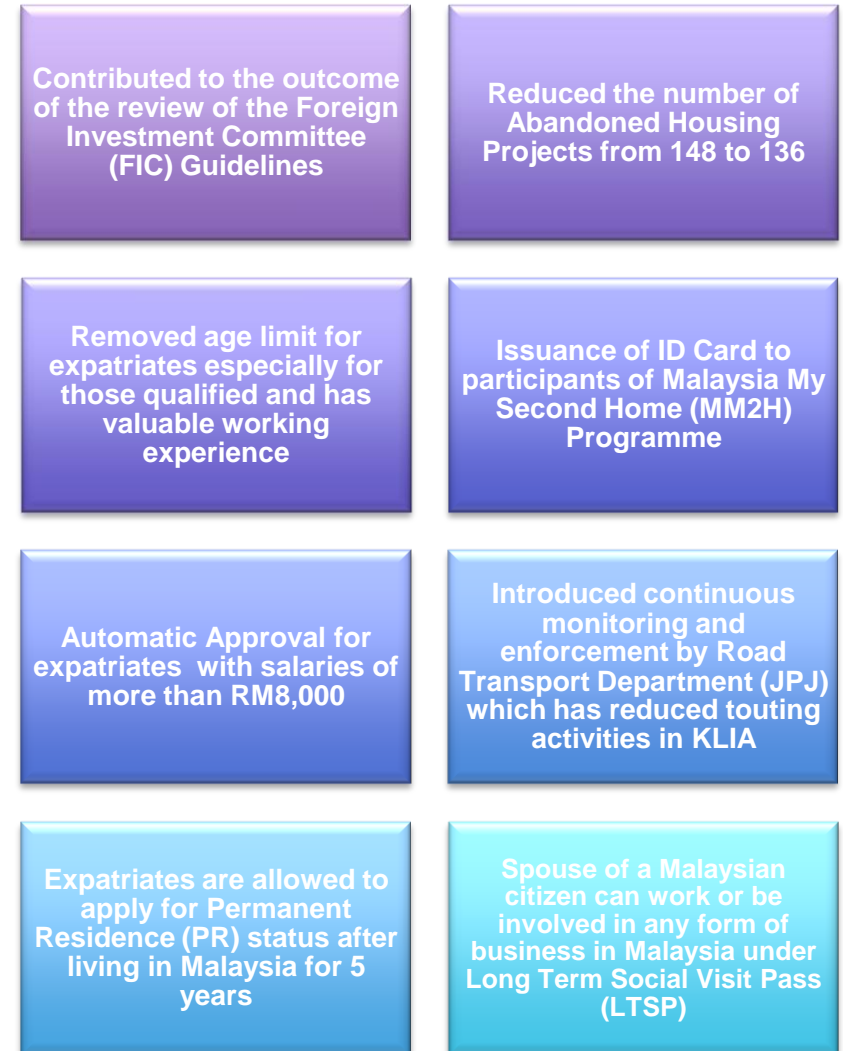 Contributed to the outcome
of the review of the Foreign
Investment Committee
(FIC) Guidelines
Reduced the number of
Abandoned Housing
Projects from 148 to 136
Removed age limit for
expatriates especially for
those qualified and has
valuable working
experience
Issuance of ID Card to
participants of Malaysia My
Second Home (MM2H)
Programme
Automatic Approval for
expatriates with salaries of
more than RM8,000
Introduced continuous
monitoring and
enforcement by Road
Transport Department (JPJ)
which has reduced touting
activities in KLIA
Expatriates are allowed to
apply for Permanent
Residence (PR) status after
living in Malaysia for 5
years
Spouse of a Malaysian
citizen can work or be
involved in any form of
business in Malaysia under
Long Term Social Visit Pass
(LTSP)